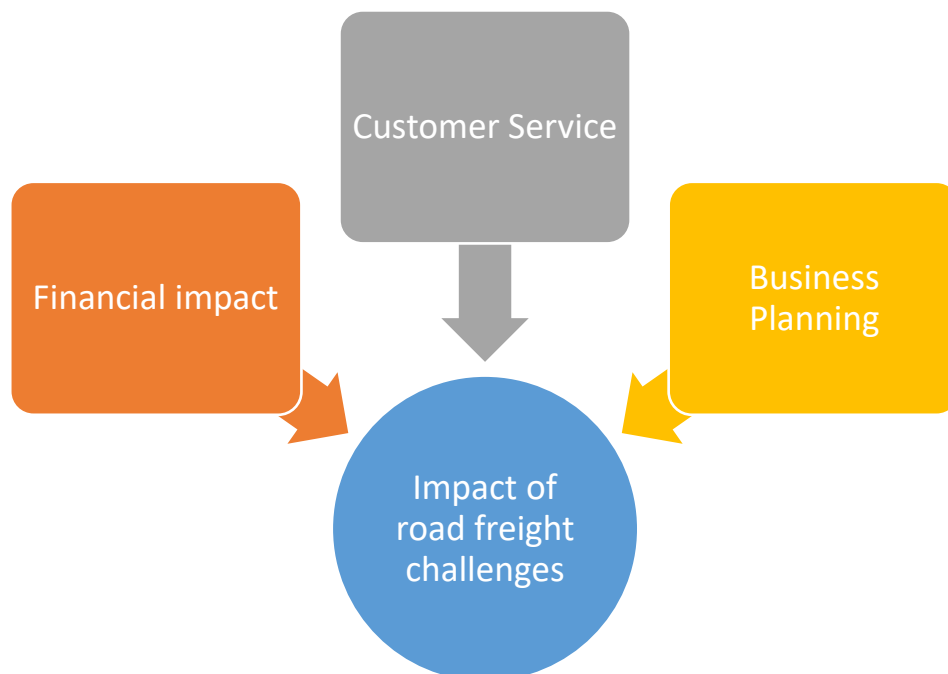 Customer Service
Financial impact
Business
Planning
Impact of
road freight
challenges